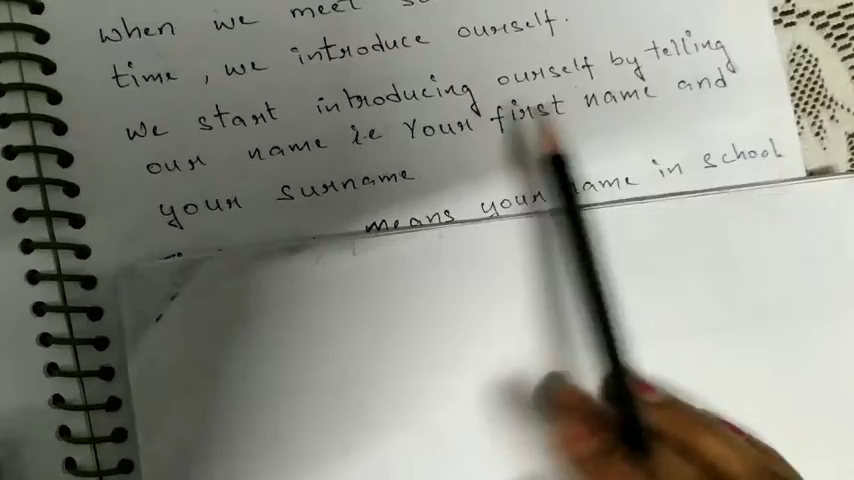 When we meet
time, we introduce ourself.
We start introducing ourself by telling
our name ie Your first name and
your surname
means your name in school